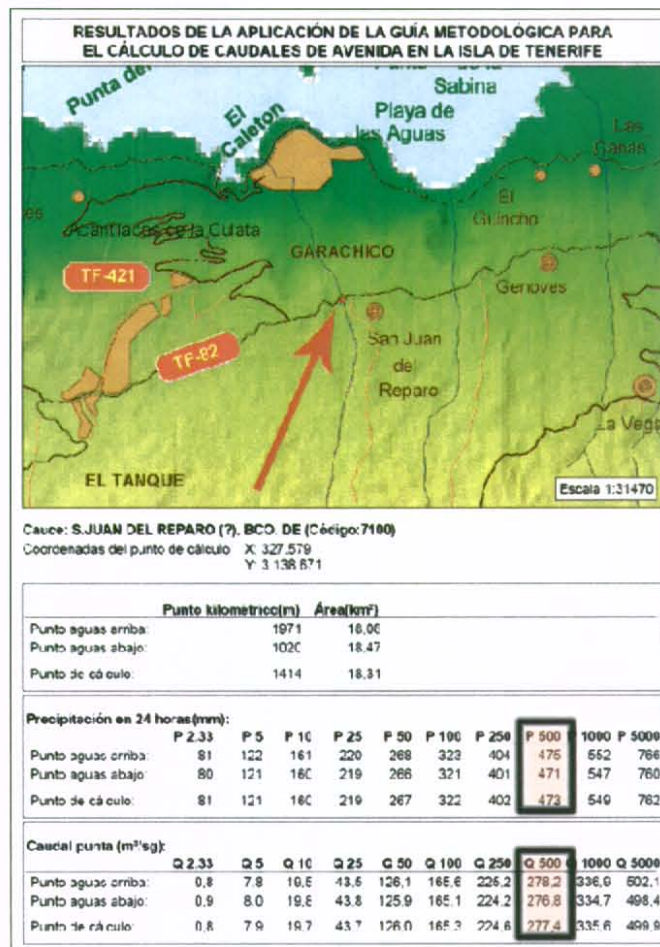 RESULTADOS DE LA APLICACIÓN DE LA GUÍA METODOLÓGICA PARA
EL CÁLCULO DE CAUDALES DE AVENIDA EN LA ISLA DE TENERIFE
Punta del
Sabina
El
Caleton
Playa de
las Aguas
Las
Canas
El
Guincho
Acantilados de la Culata
GARACHICO
TF-421
Genoves
TF-82
San Juan
de
Reparo
La Vega
EL TANQUE
Escala 1:31470
Cauce: S.JUAN DEL REPARO (?), BCO. DE (Código:7100)
Coordenadas del punto de cálculo X: 327.579
Y: 3.138.671
Punto kilometrico(m) Área(km²)
Punto aguas arriba: 1971 18,06
Punto aguas abajo: 1020 18,47
Punto de cálculo: 1414 18,31
Precipitación en 24 horas(mm):
P 2.33 P 5 P 10 P 25 P 50 P 100 P 250 P 500 1000 P 5000
Punto aguas arriba: 81 122 161 220 268 323 404 475 552 766
Punto aguas abajo: 80 121 160 219 266 321 401 471 547 760
Punto de cálculo: 81 121 160 219 267 322 402 473 549 762
Caudal punta (m³/sg):
Q 2.33 Q 5 Q 10 Q 25 Q 50 Q 100 Q 250 Q 500 1000 Q 5000
Punto aguas arriba: 0,8 7,8 19,5 43,5 126,1 165,6 225,2 278,2 336,9 502,1
Punto aguas abajo: 0,9 8,0 19,8 43,8 125,9 165,1 224,2 276,8 334,7 498,4
Punto de cálculo: 0,8 7,9 19,7 43,7 126,0 165,3 224,6 277,4 335,6 499,9